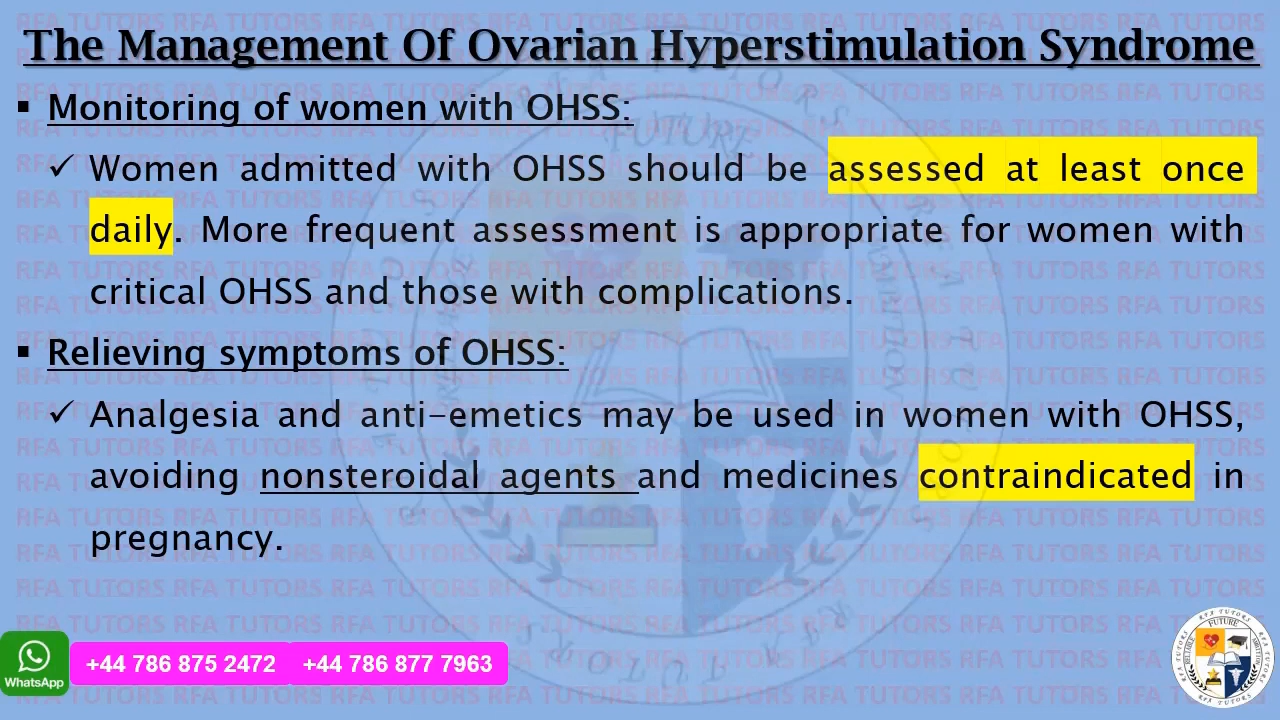 The Management Of Ovarian Hyperstimulation Syndrome
▪ Monitoring of women with OHSS:
✓ Women admitted with OHSS should be assessed at least once
daily. More frequent assessment is appropriate for women with
critical OHSS and those with complications.
▪ Relieving symptoms of OHSS:
✓ Analgesia and anti-emetics may be used in women with OHSS,
avoiding nonsteroidal agents and medicines contraindicated in
pregnancy.
WhatsApp
+44 786 875 2472 +44 786 877 7963
RFA TUTORS
FUTURE